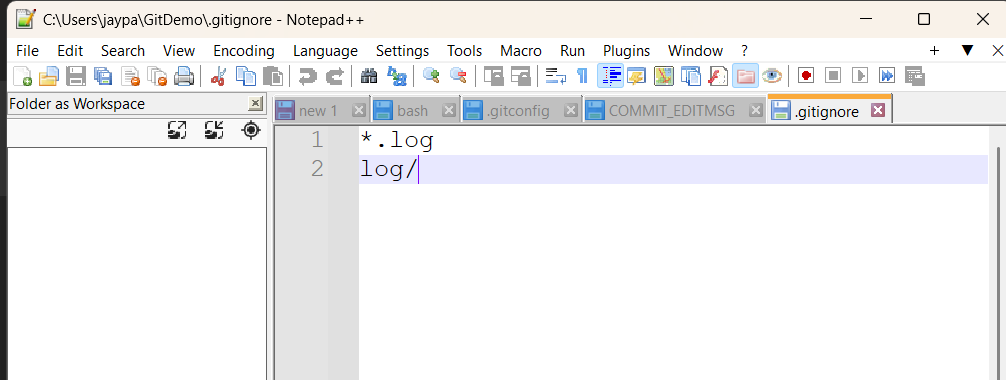 C:\Users\jaypa\GitDemo\.gitignore - Notepad++
File Edit Search View Encoding Language Settings Tools Macro Run Plugins Window ?
Folder as Workspace
new 1 bash .gitconfig COMMIT_EDITMSG .gitignore
1 *.log
2 log/